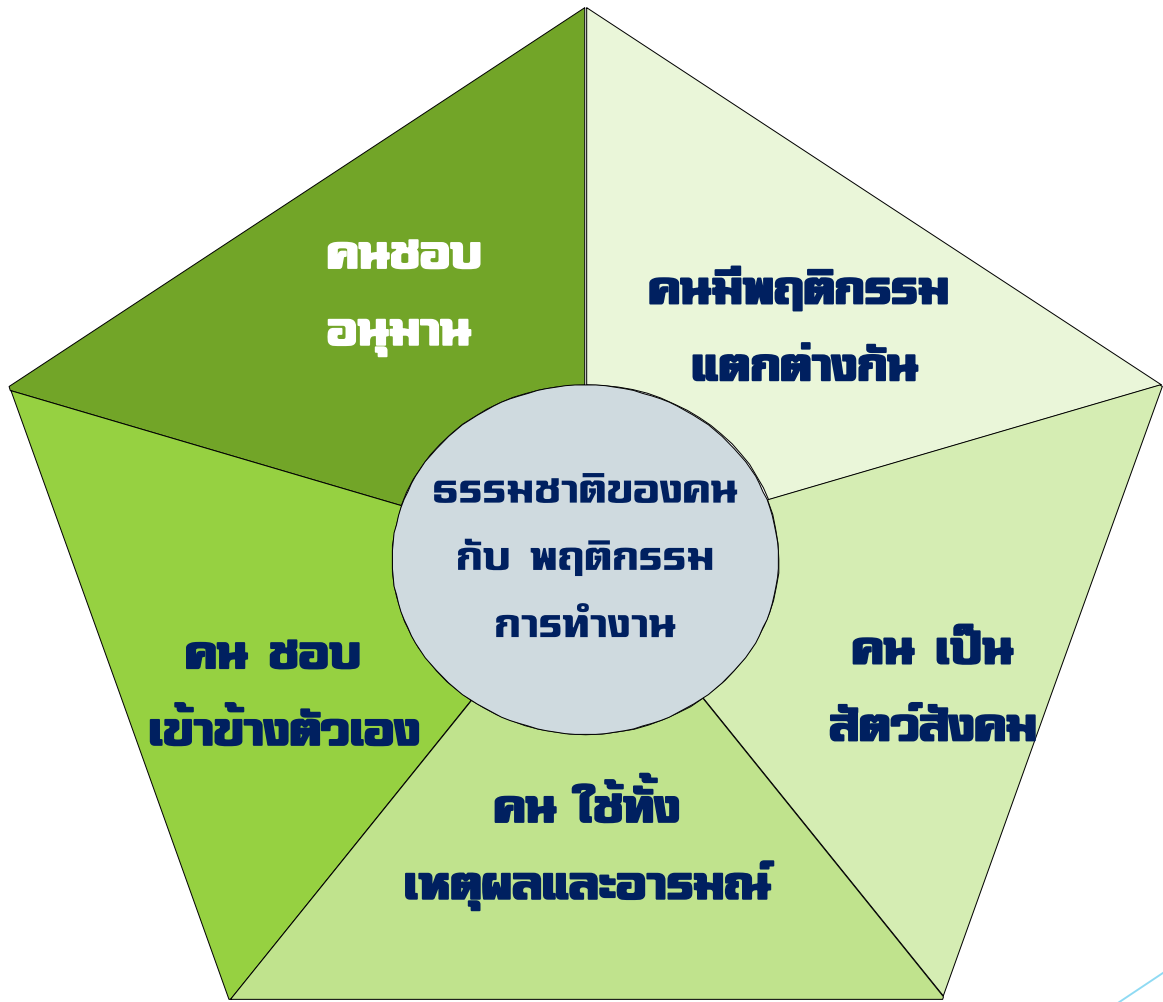 คนชอบ
อนุมาน
คนมีพฤติกรรม
แตกต่างกัน
ธรรมชาติของคน
กับ พฤติกรรม
การทำงาน
คน ชอบ
เข้าข้างตัวเอง
คน เป็น
สัตว์สังคม
คน ใช้ทั้ง
เหตุผลและอารมณ์